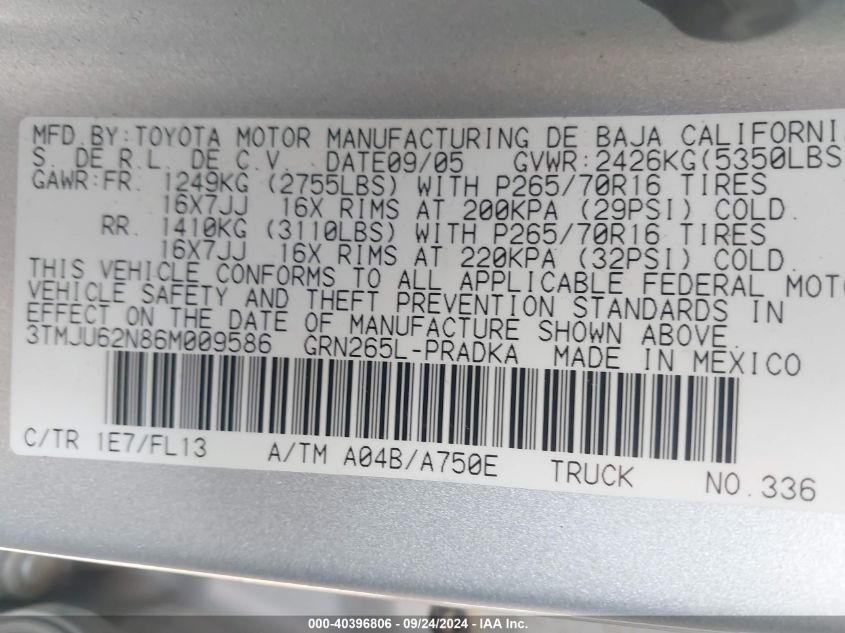 MFD.BY:TOYOTA MOTOR MANUFACTURING DE BAJA CALIFORNI
S. DE R.L. DE C.V. DATE09/05 GVWR:2426KG(5350LBS
GAWR:FR. 1249KG (2755LBS) WITH P265/70R16 TIRES
16X7JJ 16X RIMS AT 200KPA (29PSI) COLD.
RR. 1410KG (3110LBS) WITH P265/70R16 TIRES
16X7JJ 16X RIMS AT 220KPA (32PSI) COLD.
THIS VEHICLE CONFORMS TO ALL APPLICABLE FEDERAL MOTO
VEHICLE SAFETY AND THEFT PREVENTION STANDARDS IN
EFFECT ON THE DATE OF MANUFACTURE SHOWN ABOVE.
3TMJU62N86M009586 GRN265L-PRADKA MADE IN MEXICO
C/TR 1E7/FL13 A/TM A04B/A750E TRUCK NO.336
000-40396806 - 09/24/2024 - IAA Inc.